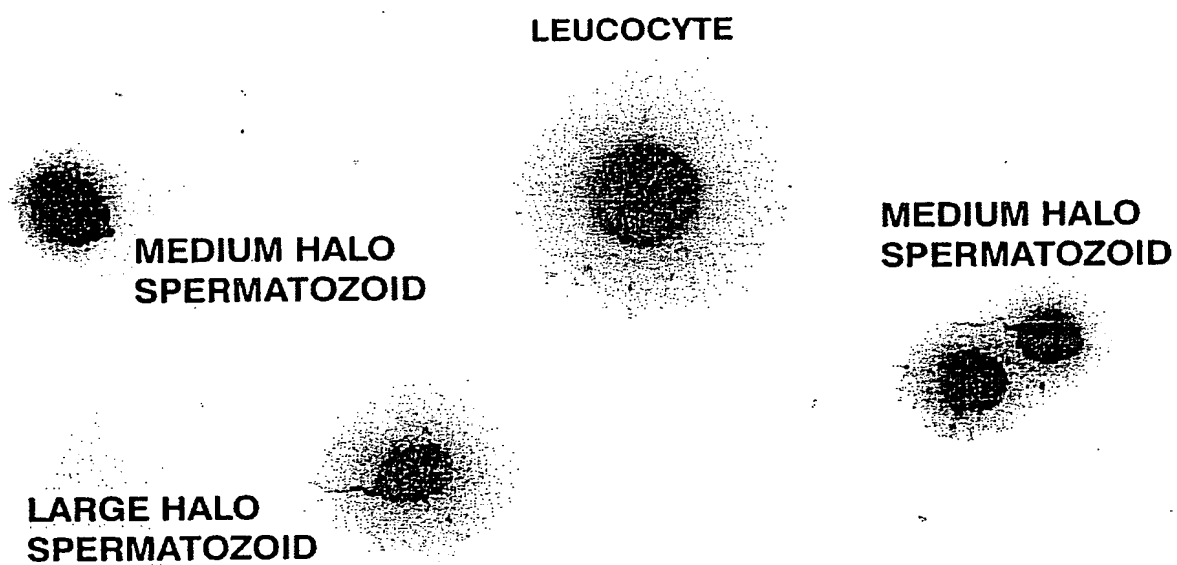 LEUCOCYTE
MEDIUM HALO
SPERMATOZOID
MEDIUM HALO
SPERMATOZOID
LARGE HALO
SPERMATOZOID